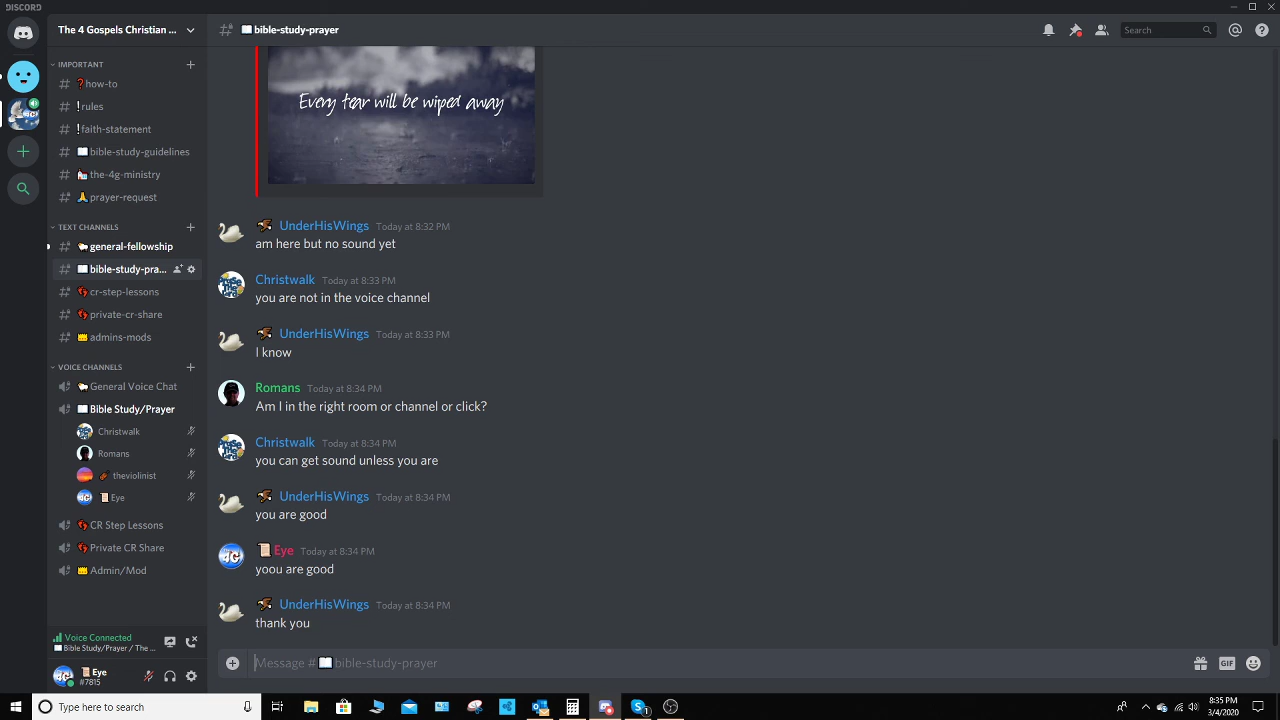 DISCORD
The 4 Gospels Christian ...
bible-study-prayer
Search
IMPORTANT
how-to
rules
faith-statement
bible-study-guidelines
the-4g-ministry
prayer-request
TEXT CHANNELS
general-fellowship
bible-study-pra...
cr-step-lessons
private-cr-share
admins-mods
VOICE CHANNELS
General Voice Chat
Bible Study/Prayer
Christwalk
Romans
theviolinist
Eye
CR Step Lessons
Private CR Share
Admin/Mod
Voice Connected
Bible Study/Prayer / The ...
Eye
#7815
Every tear will be wiped away
UnderHisWings Today at 8:32 PM
am here but no sound yet
Christwalk Today at 8:33 PM
you are not in the voice channel
UnderHisWings Today at 8:33 PM
I know
Romans Today at 8:34 PM
Am I in the right room or channel or click?
Christwalk Today at 8:34 PM
you can get sound unless you are
UnderHisWings Today at 8:34 PM
you are good
Eye Today at 8:34 PM
yoou are good
UnderHisWings Today at 8:34 PM
thank you
Message # bible-study-prayer
GIF
Type here to search
8:35 PM
3/4/2020